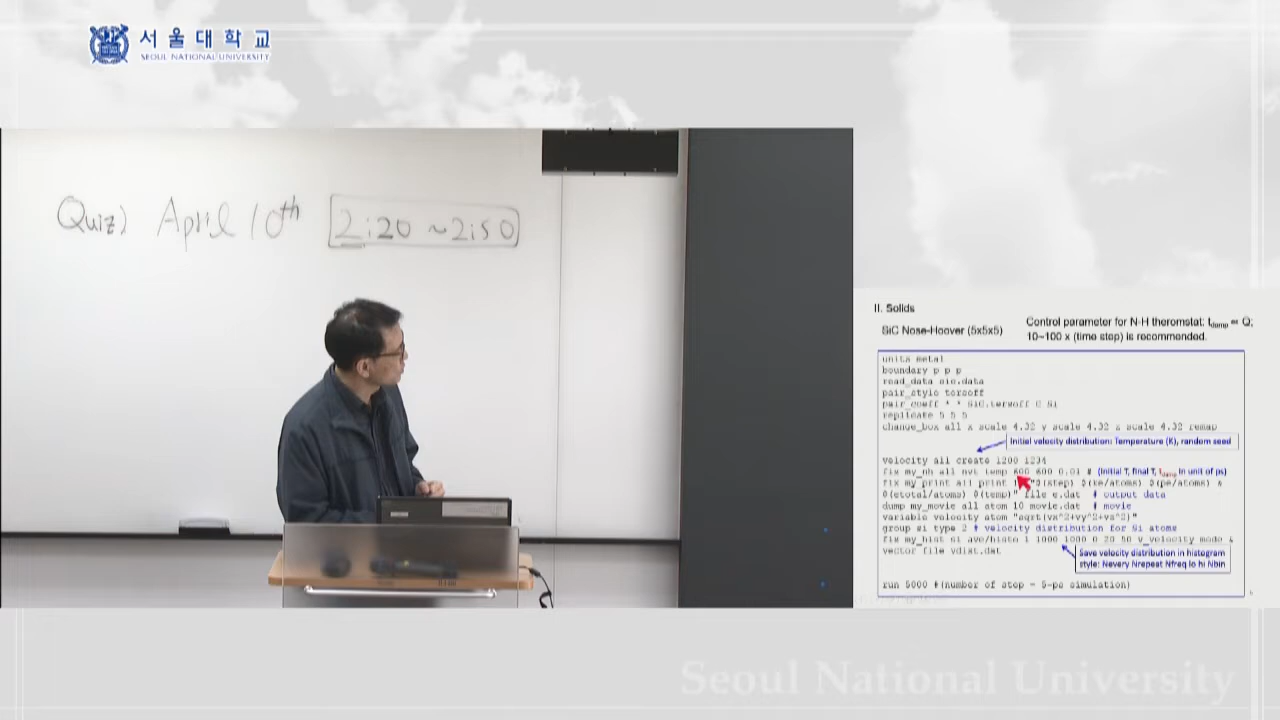 서울대학교
SEOUL NATIONAL UNIVERSITY
Quiz) April 10th 2:20 ~2:50
II. Solids
SiC Nose-Hoover (5x5x5)
Control parameter for N-H theromstat: t_damp = Q;
10~100 x (time step) is recommended.
units metal
boundary p p p
read_data sic.data
pair_style tersoff
pair_coeff * * SiC.tersoff C Si
replicate 5 5 5
change_box all x scale 4.32 y scale 4.32 z scale 4.32 remap
Initial velocity distribution: Temperature (K), random seed
velocity all create 1200 1234
fix my_nh all nvt temp 600 600 0.01 # (Initial T, final T, t_damp in unit of ps)
fix my_print all print "$(step) $(ke/atoms) $(pe/atoms) &
$(etotal/atoms) $(temp)" file e.dat # output data
dump my_movie all atom 10 movie.dat # movie
variable velocity atom "sqrt(vx^2+vy^2+vz^2)"
group si type 2 # velocity distribution for Si atoms
fix my_hist si ave/histo 1 1000 1000 0 20 50 v_velocity mode &
vector file vdist.dat
Save velocity distribution in histogram
style: Nevery Nrepeat Nfreq lo hi Nbin
run 5000 #(number of step - 5-ps simulation)
Seoul National University